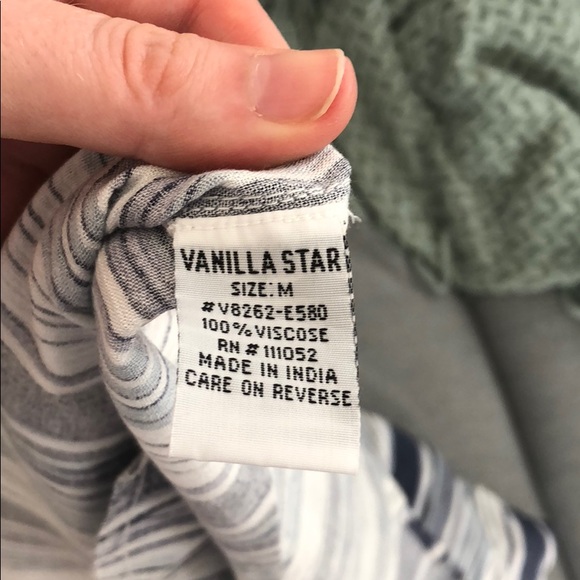 VANILLA STAR
SIZE: M
# V8262-E580
100% VISCOSE
RN # 111052
MADE IN INDIA
CARE ON REVERSE